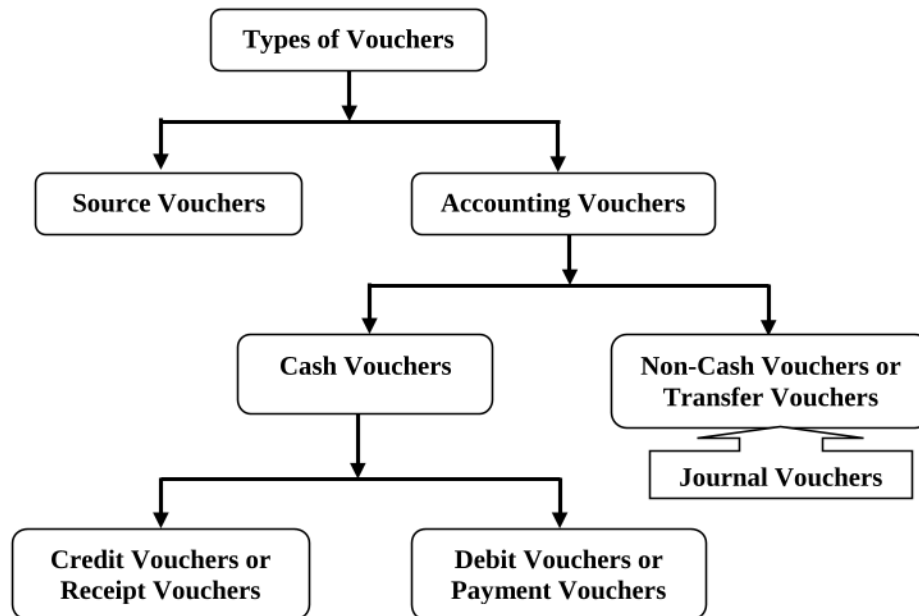 Types of Vouchers
Source Vouchers
Accounting Vouchers
Cash Vouchers
Non-Cash Vouchers or
Transfer Vouchers
Journal Vouchers
Credit Vouchers or
Receipt Vouchers
Debit Vouchers or
Payment Vouchers